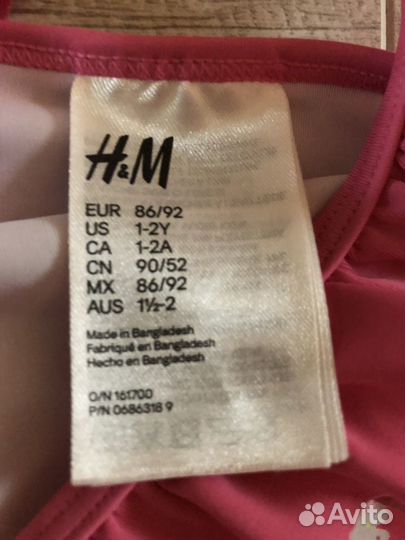 H&M
EUR 86/92
US 1-2Y
CA 1-2A
CN 90/52
MX 86/92
AUS 1½-2
Made in Bangladesh
Fabriqué en Bangladesh
Hecho en Bangladesh
O/N 161700
P/N 0686318 9
Avito